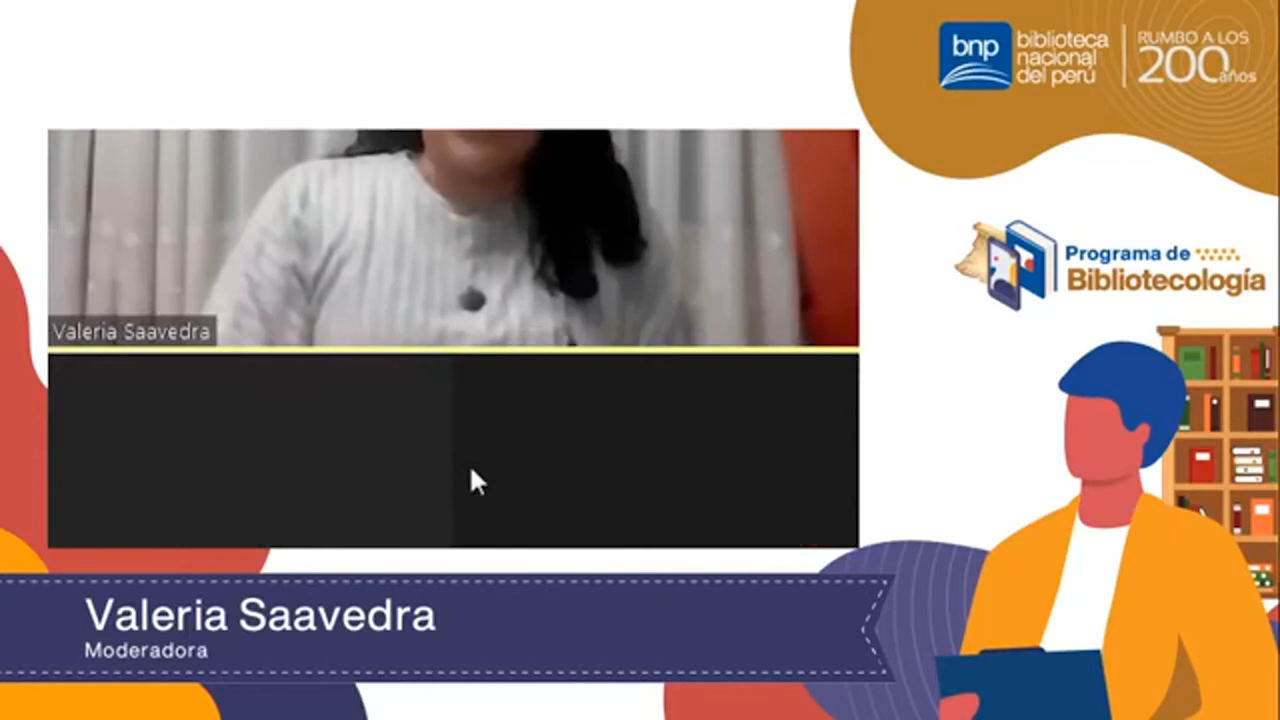 bnp
biblioteca
nacional
del perú
RUMBO A LOS
200
años
Programa de
Bibliotecología
Valeria Saavedra
Valeria Saavedra
Moderadora